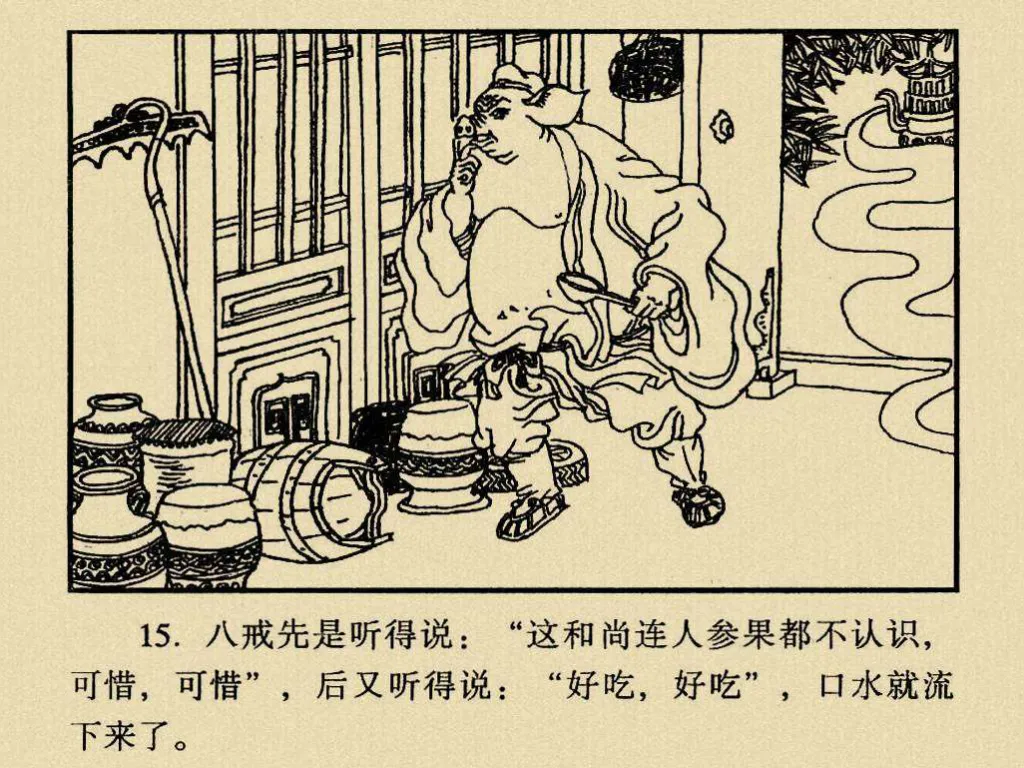 15. 八戒先是听得说：“这和尚连人参果都不认识，
可惜，可惜”，后又听得说：“好吃，好吃”，口水就流
下来了。